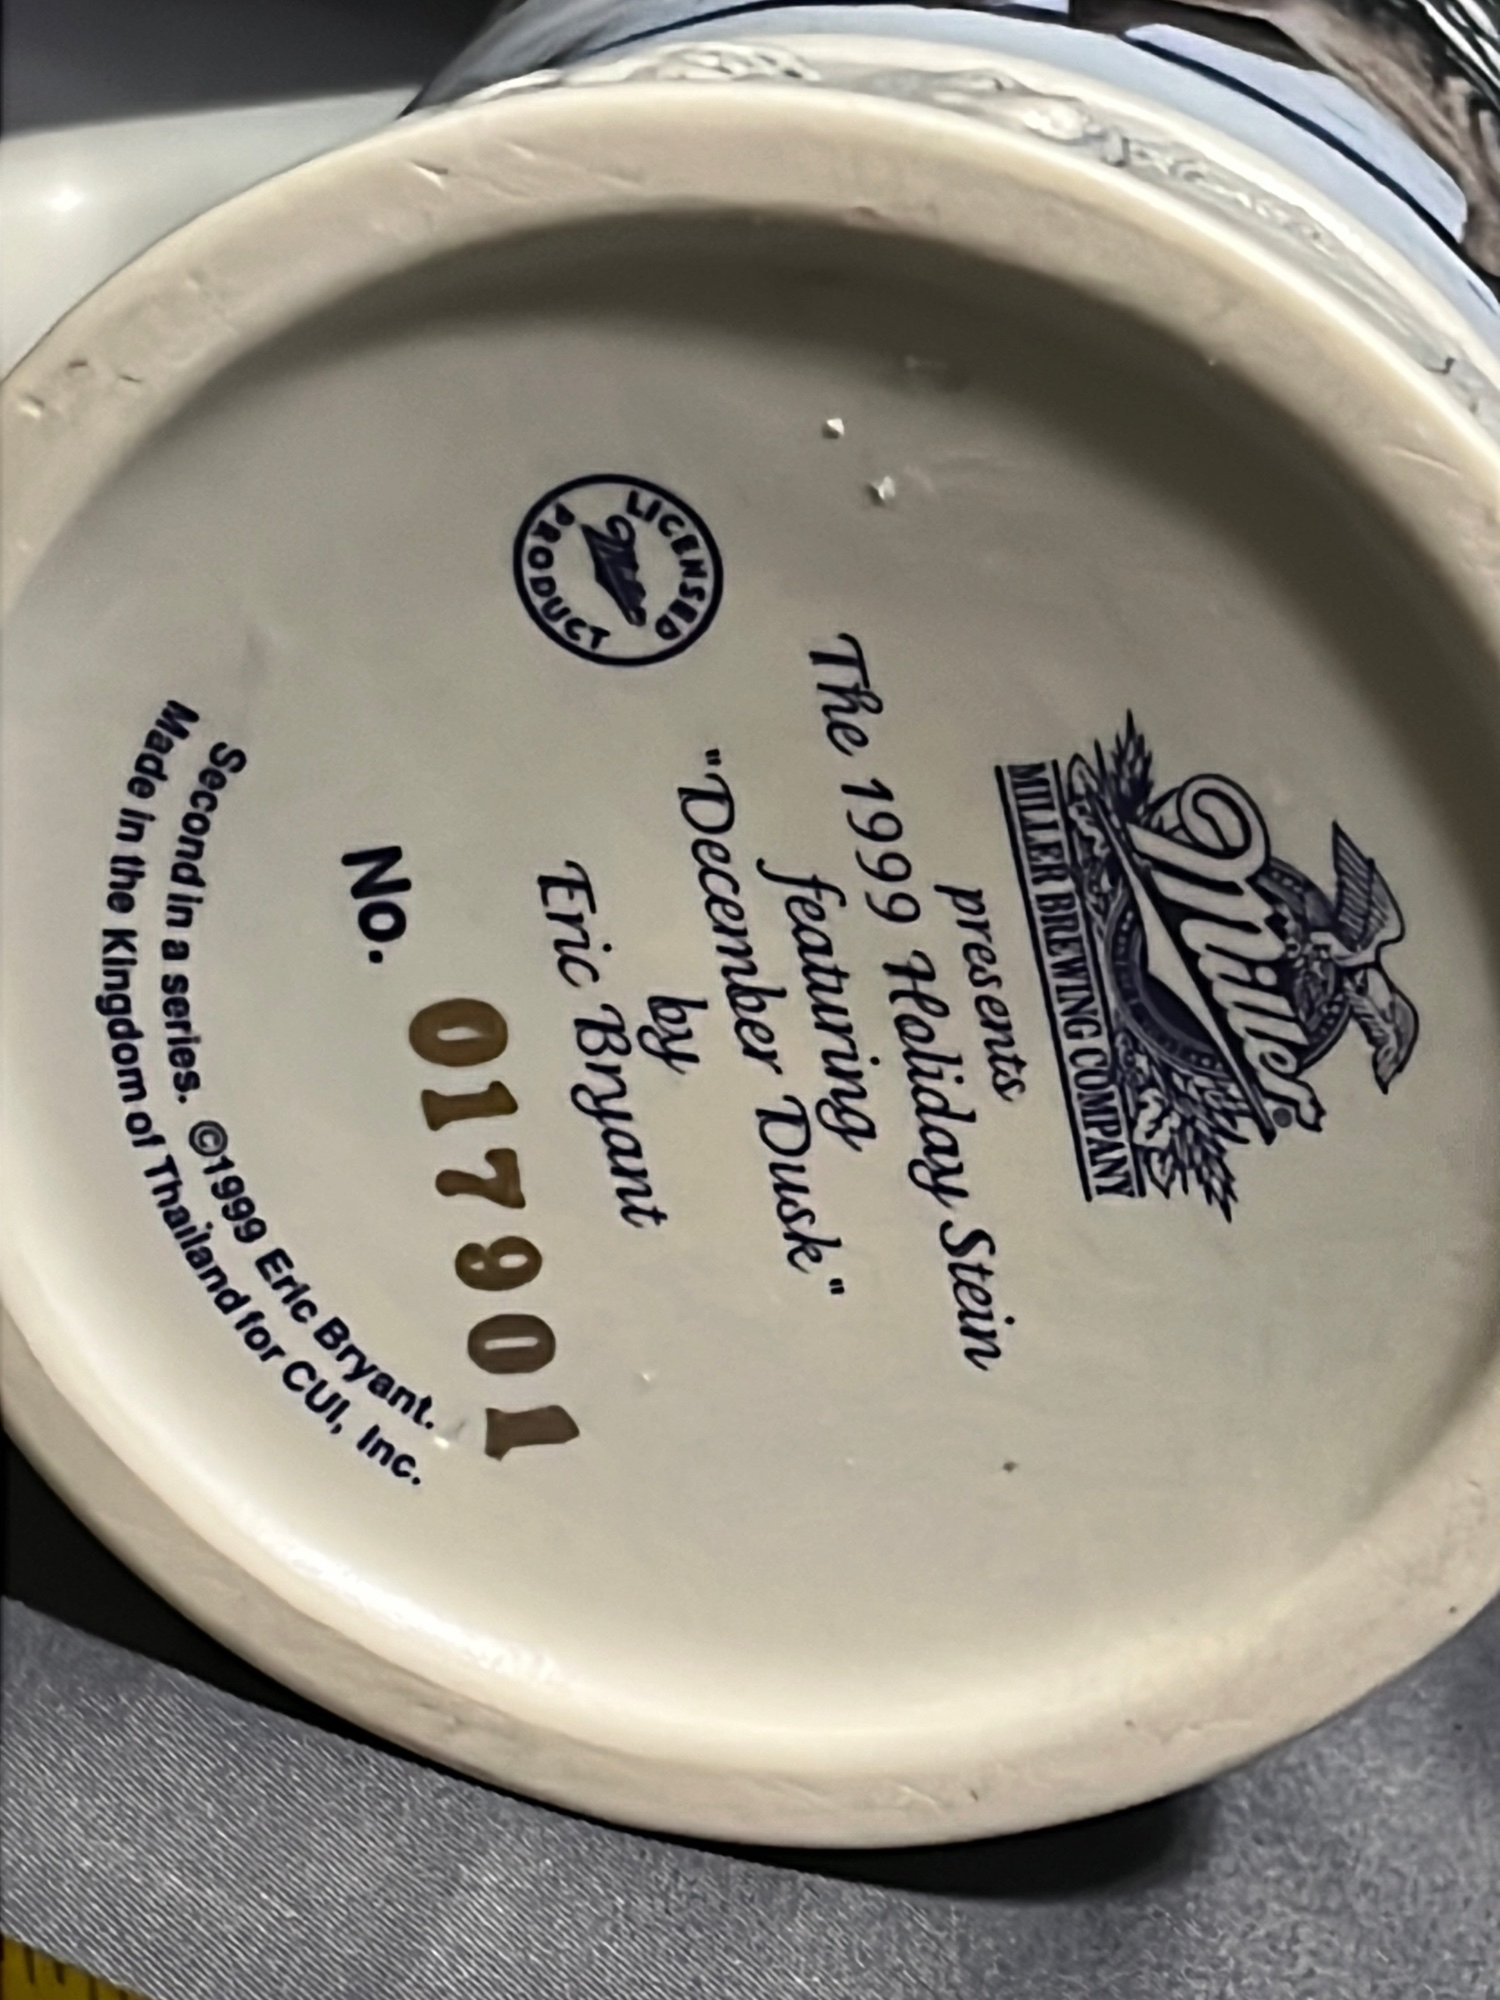 Miller®
MILLER BREWING COMPANY
presents
The 1999 Holiday Stein
featuring
"December Dusk"
by
Eric Bryant
LICENSED
Miller
PRODUCT
No. 017901
Second in a series. ©1999 Eric Bryant.
Made in the Kingdom of Thailand for CUI, Inc.